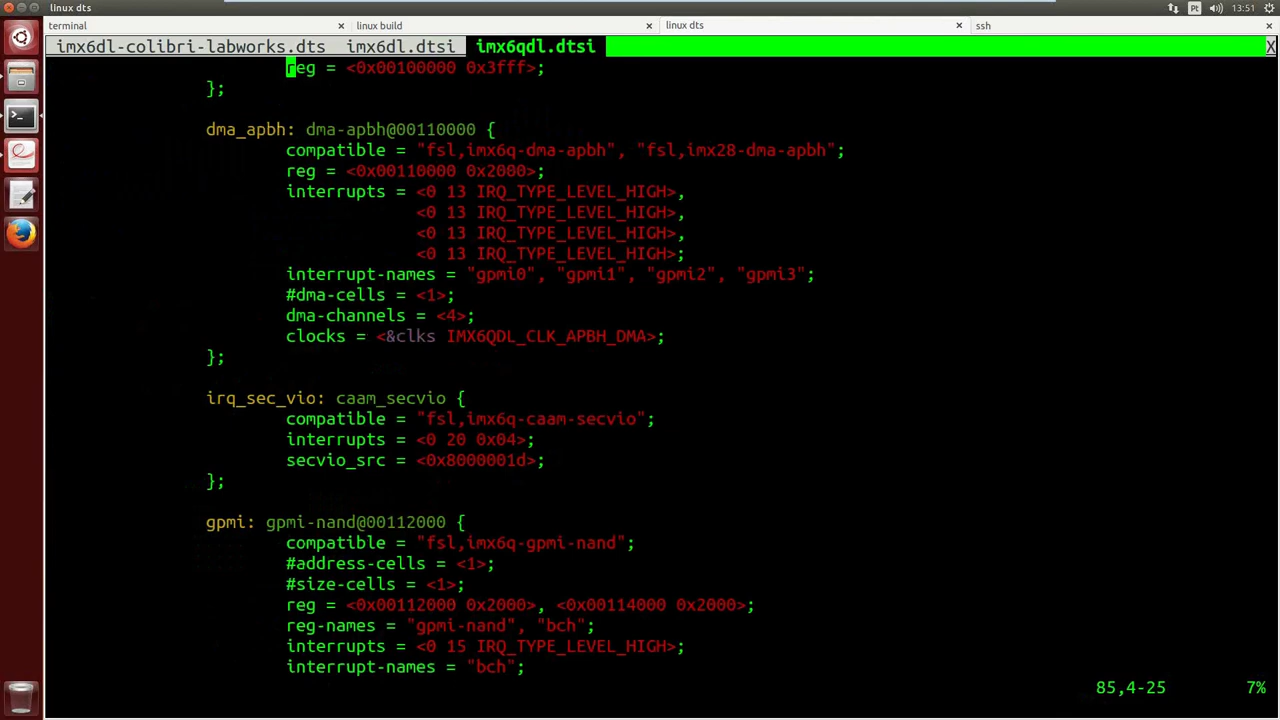 linux dts
Pt
13:51
terminal x
linux build x
linux dts x
ssh x
imx6dl-colibri-labworks.dts imx6dl.dtsi imx6qdl.dtsi X
reg = <0x00100000 0x3fff>;
};
dma_apbh: dma-apbh@00110000 {
compatible = "fsl,imx6q-dma-apbh", "fsl,imx28-dma-apbh";
reg = <0x00110000 0x2000>;
interrupts = <0 13 IRQ_TYPE_LEVEL_HIGH>,
<0 13 IRQ_TYPE_LEVEL_HIGH>,
<0 13 IRQ_TYPE_LEVEL_HIGH>,
<0 13 IRQ_TYPE_LEVEL_HIGH>;
interrupt-names = "gpmi0", "gpmi1", "gpmi2", "gpmi3";
#dma-cells = <1>;
dma-channels = <4>;
clocks = <&clks IMX6QDL_CLK_APBH_DMA>;
};
irq_sec_vio: caam_secvio {
compatible = "fsl,imx6q-caam-secvio";
interrupts = <0 20 0x04>;
secvio_src = <0x8000001d>;
};
gpmi: gpmi-nand@00112000 {
compatible = "fsl,imx6q-gpmi-nand";
#address-cells = <1>;
#size-cells = <1>;
reg = <0x00112000 0x2000>, <0x00114000 0x2000>;
reg-names = "gpmi-nand", "bch";
interrupts = <0 15 IRQ_TYPE_LEVEL_HIGH>;
interrupt-names = "bch";
85,4-25 7%